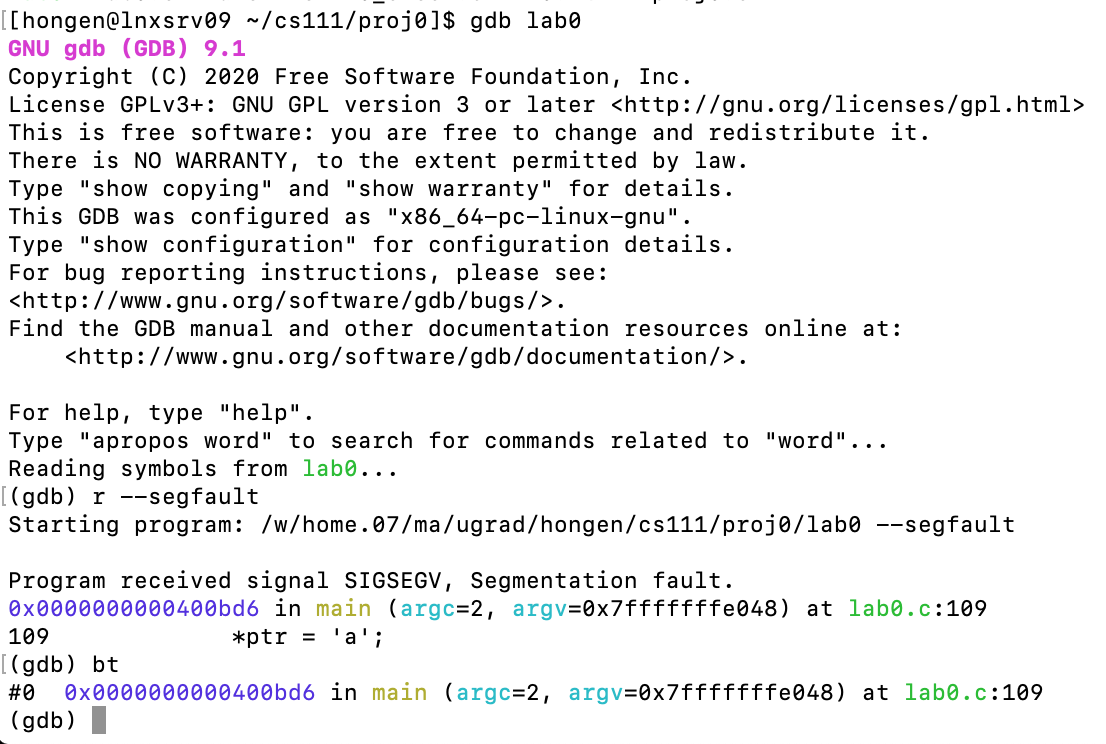 [[hongen@lnxsrv09 ~/cs111/proj0]$ gdb lab0
GNU gdb (GDB) 9.1
Copyright (C) 2020 Free Software Foundation, Inc.
License GPLv3+: GNU GPL version 3 or later <http://gnu.org/licenses/gpl.html>
This is free software: you are free to change and redistribute it.
There is NO WARRANTY, to the extent permitted by law.
Type "show copying" and "show warranty" for details.
This GDB was configured as "x86_64-pc-linux-gnu".
Type "show configuration" for configuration details.
For bug reporting instructions, please see:
<http://www.gnu.org/software/gdb/bugs/>.
Find the GDB manual and other documentation resources online at:
    <http://www.gnu.org/software/gdb/documentation/>.

For help, type "help".
Type "apropos word" to search for commands related to "word"...
Reading symbols from lab0...
[(gdb) r --segfault
Starting program: /w/home.07/ma/ugrad/hongen/cs111/proj0/lab0 --segfault

Program received signal SIGSEGV, Segmentation fault.
0x0000000000400bd6 in main (argc=2, argv=0x7fffffffe048) at lab0.c:109
109             *ptr = 'a';
[(gdb) bt
#0  0x0000000000400bd6 in main (argc=2, argv=0x7fffffffe048) at lab0.c:109
(gdb)